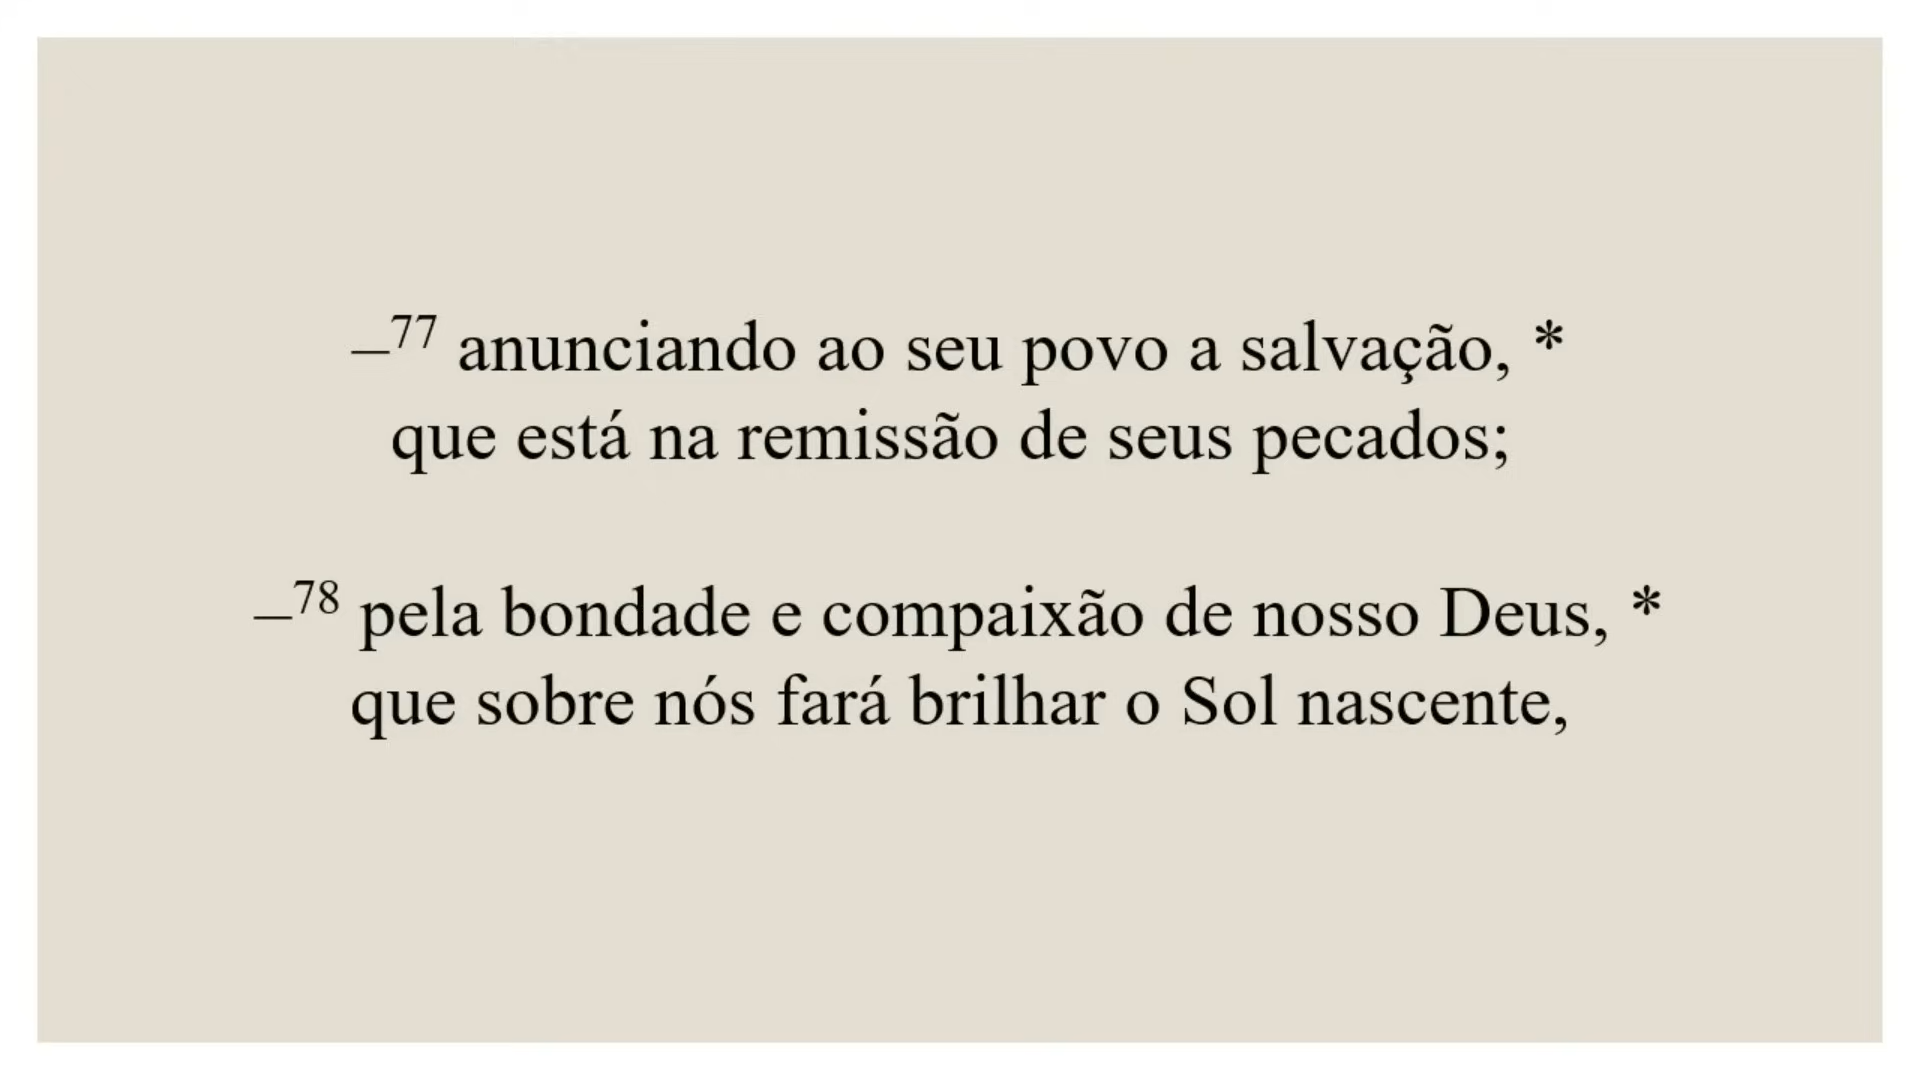 –77 anunciando ao seu povo a salvação, *
que está na remissão de seus pecados;
–78 pela bondade e compaixão de nosso Deus, *
que sobre nós fará brilhar o Sol nascente,